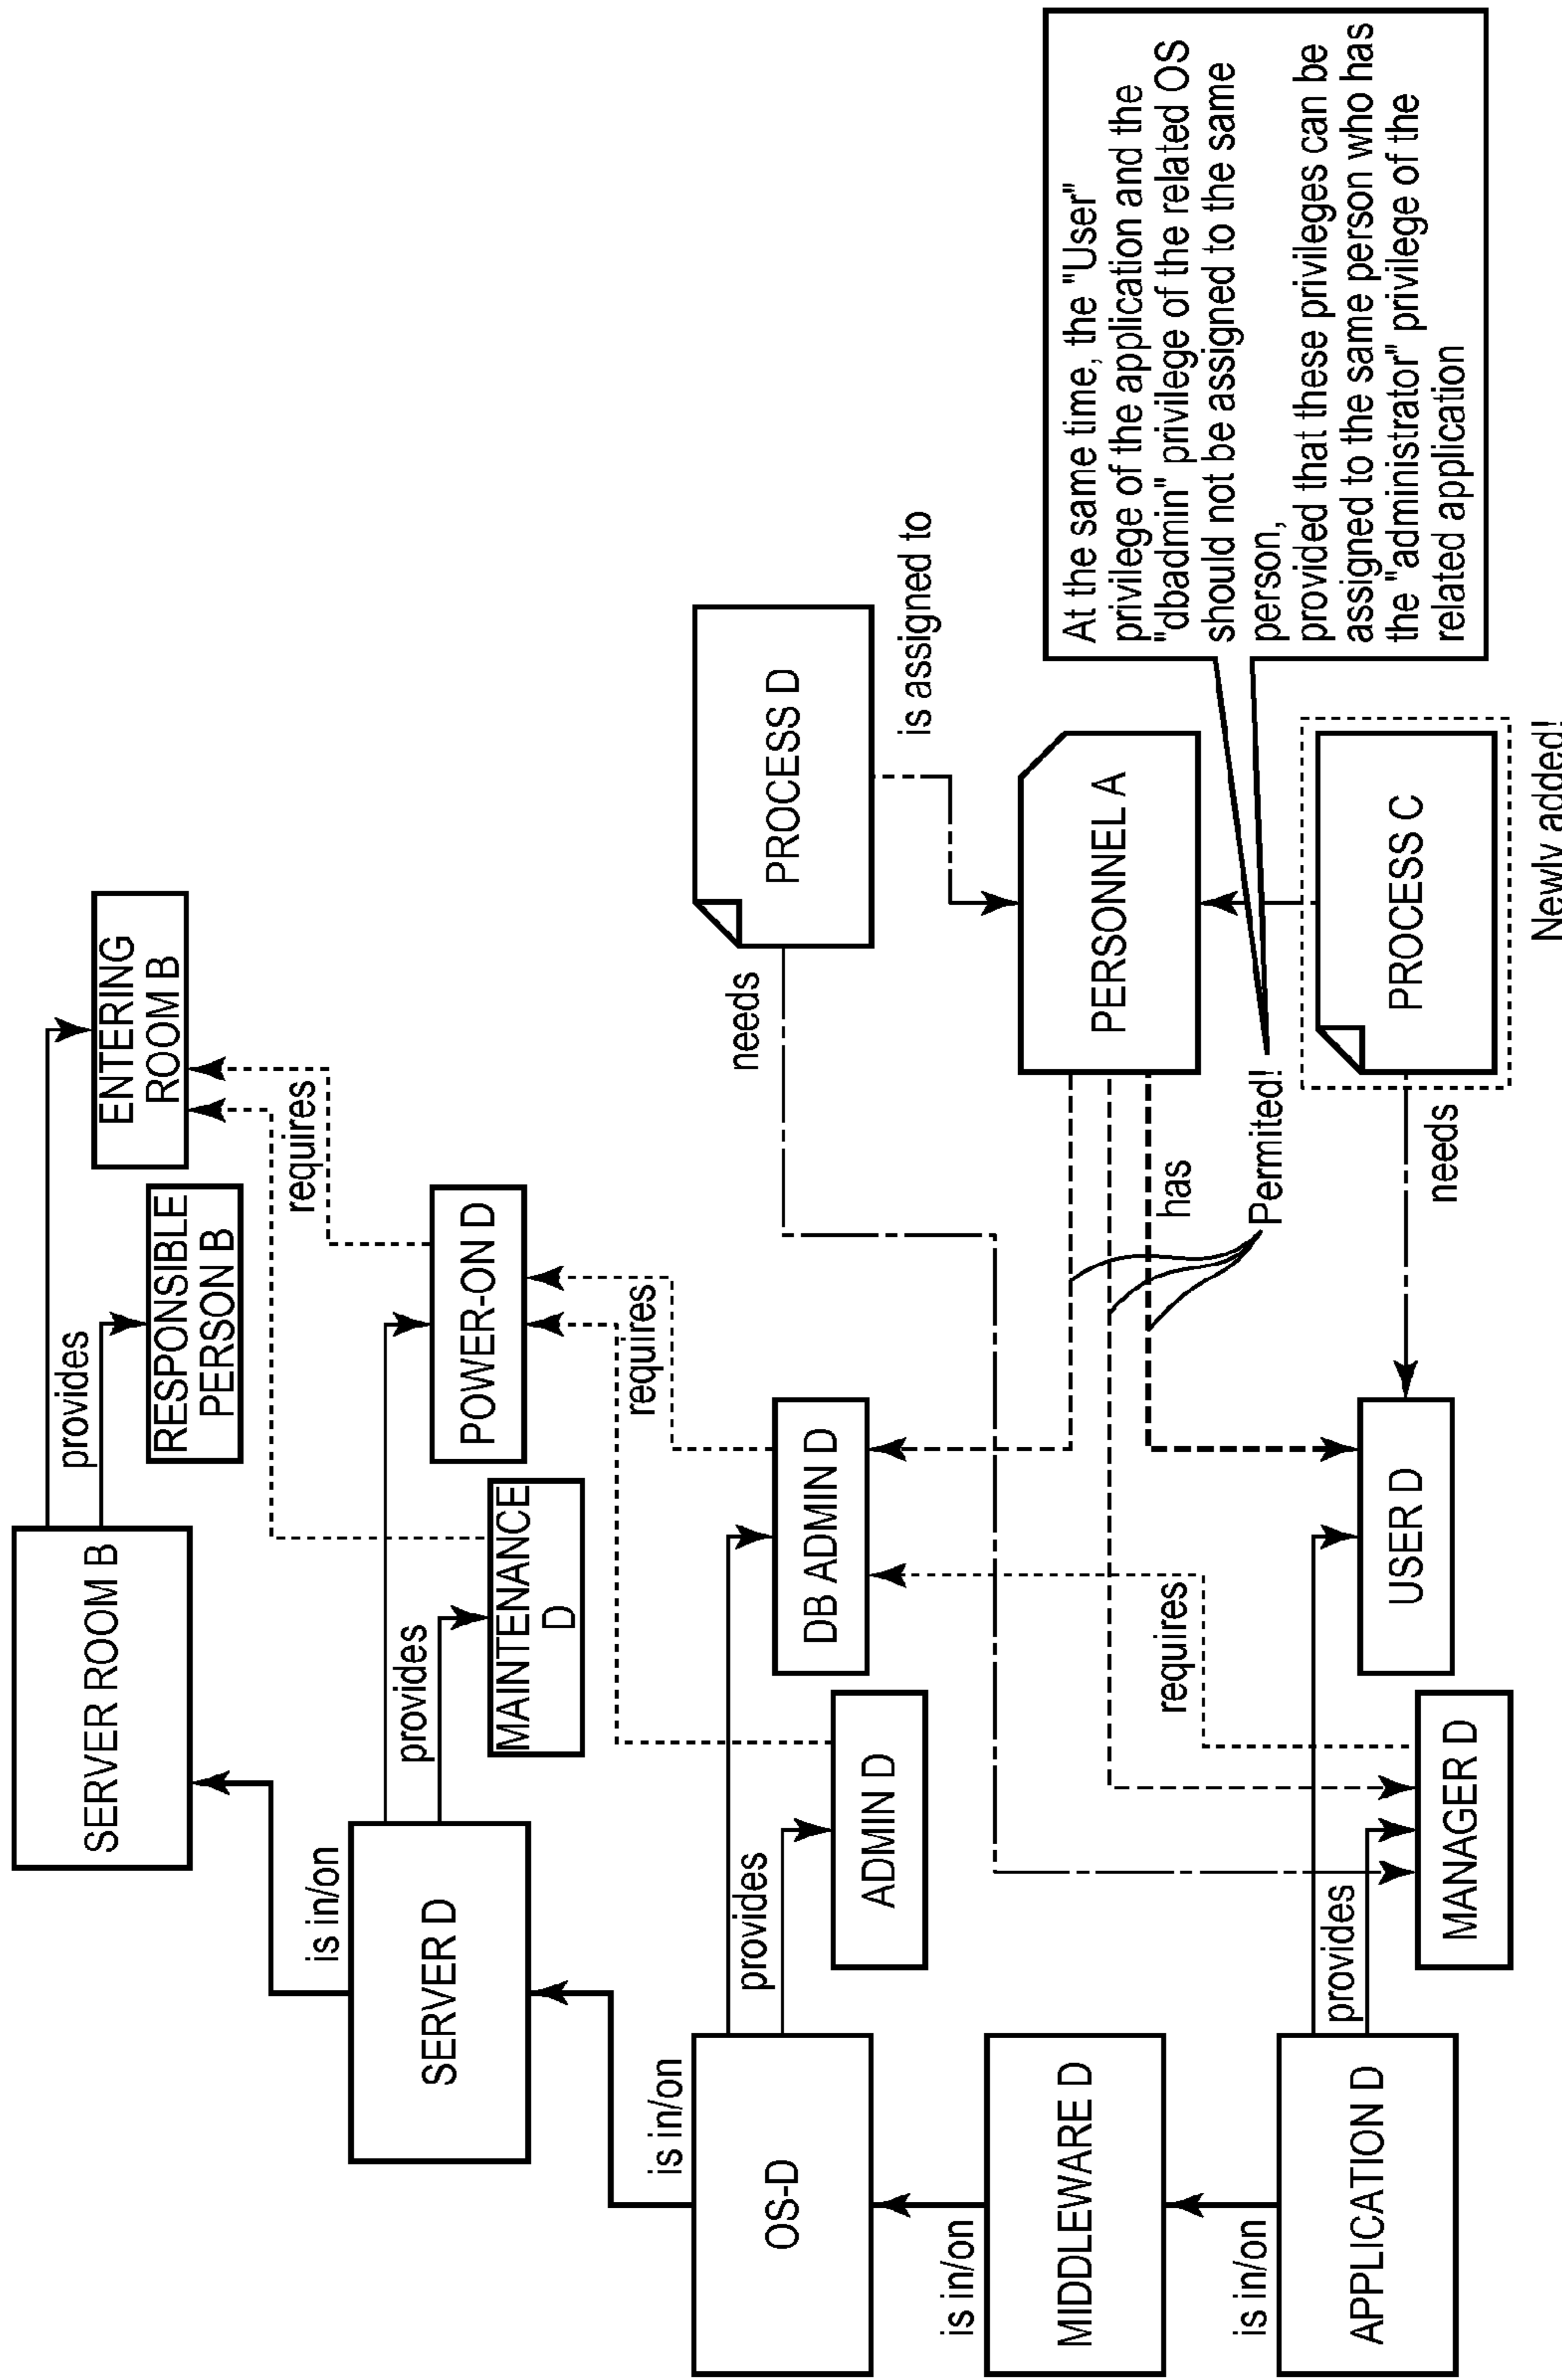 SERVER ROOM B
provides
ENTERING
ROOM B
RESPONSIBLE
PERSON B
requires
is in/on
SERVER D
provides
POWER-ON D
MAINTENANCE
D
requires
is in/on
OS-D
provides
DB ADMIN D
ADMIN D
needs
PROCESS D
is assigned to
is in/on
MIDDLEWARE D
requires
has
PERSONNEL A
Permited!
At the same time, the "User"
privilege of the application and the
"dbadmin" privilege of the related OS
should not be assigned to the same
person,
provided that these privileges can be
assigned to the same person who has
the "administrator" privilege of the
related application
is in/on
APPLICATION D
provides
USER D
MANAGER D
needs
PROCESS C
Newly added!